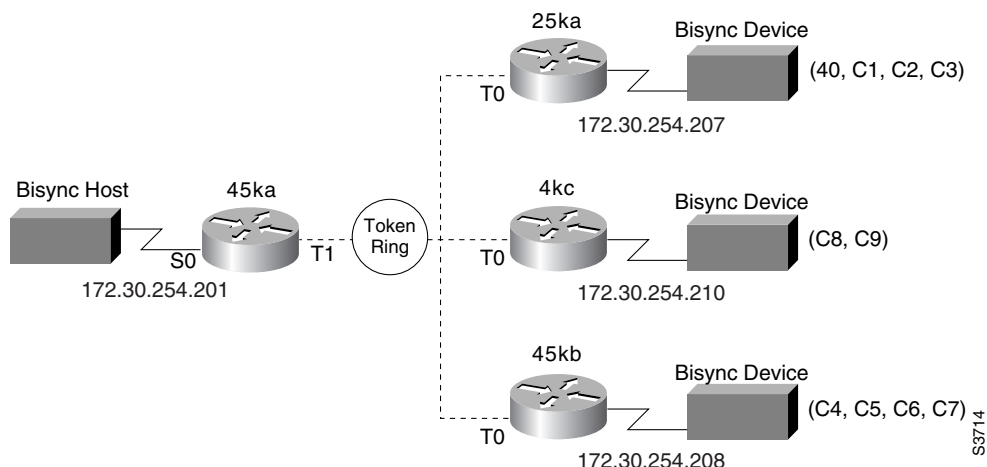 25ka
Bisync Device
(40, C1, C2, C3)
T0
172.30.254.207
Bisync Host
45ka
S0
T1
172.30.254.201
Token
Ring
4kc
Bisync Device
(C8, C9)
T0
172.30.254.210
45kb
Bisync Device
(C4, C5, C6, C7)
T0
172.30.254.208
S3714